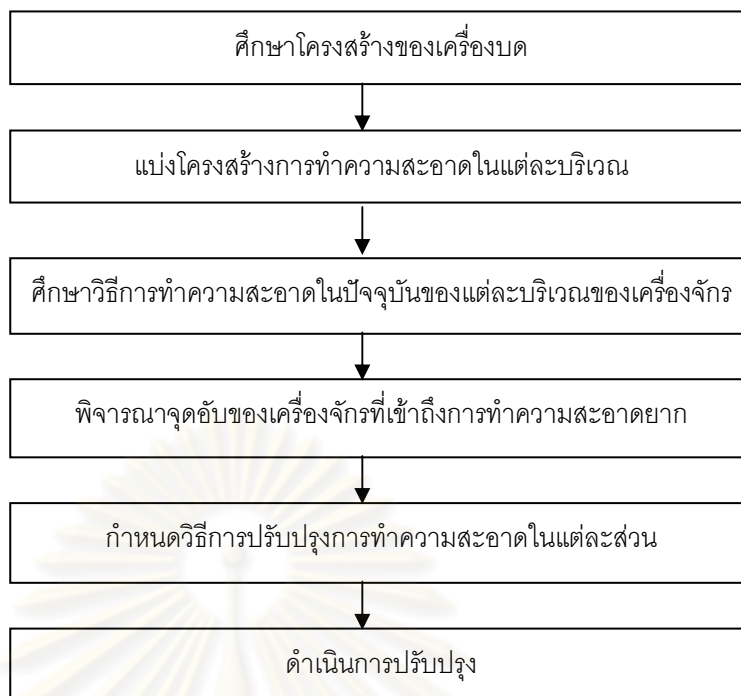 ศึกษาโครงสร้างของเครื่องบด
แบ่งโครงสร้างการทำความสะอาดในแต่ละบริเวณ
ศึกษาวิธีการทำความสะอาดในปัจจุบันของแต่ละบริเวณของเครื่องจักร
พิจารณาจุดอับของเครื่องจักรที่เข้าถึงการทำความสะอาดยาก
กำหนดวิธีการปรับปรุงการทำความสะอาดในแต่ละส่วน
ดำเนินการปรับปรุง